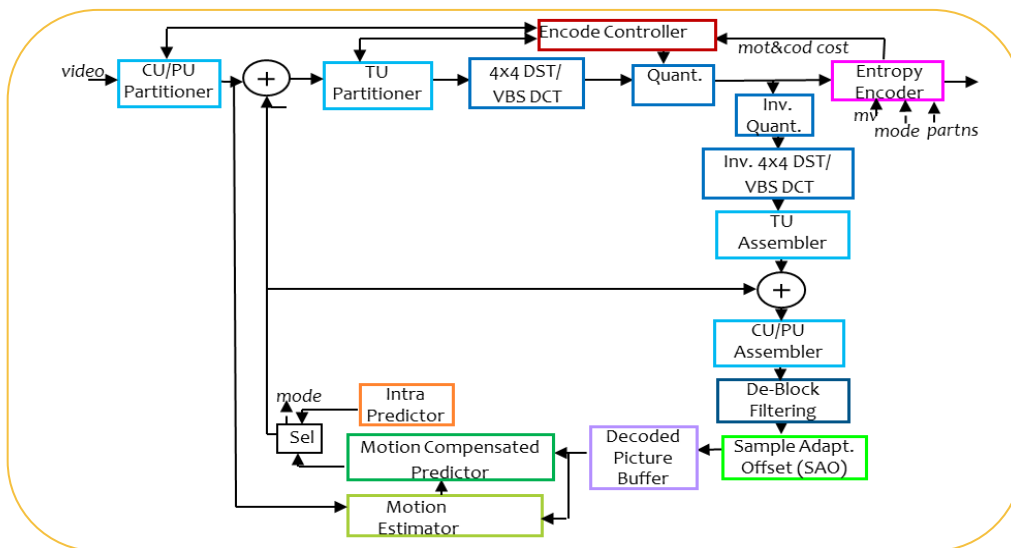 Encode Controller
mot&cod cost
video
CU/PU
Partitioner
+
TU
Partitioner
4x4 DST/
VBS DCT
Quant.
Entropy
Encoder
mv
mode
partns
Inv.
Quant.
Inv. 4x4 DST/
VBS DCT
TU
Assembler
+
CU/PU
Assembler
De-Block
Filtering
Sample Adapt.
Offset (SAO)
Decoded
Picture
Buffer
mode
Intra
Predictor
Sel
Motion Compensated
Predictor
Motion
Estimator